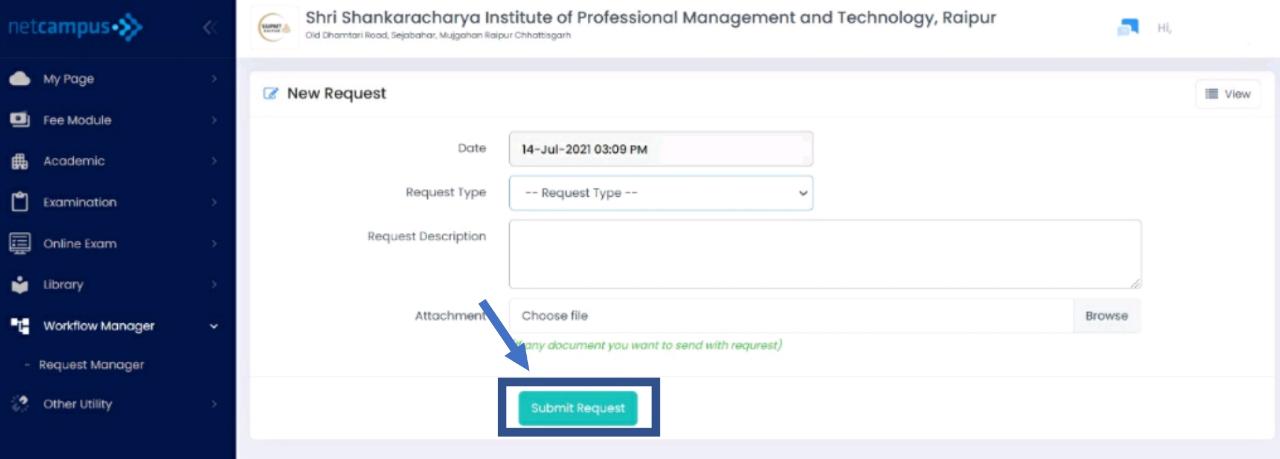 netcampus
Shri Shankaracharya Institute of Professional Management and Technology, Raipur
Old Dhamtari Road, Sejabahar, Mujgahan Raipur Chhattisgarh
Hi,
My Page
Fee Module
Academic
Examination
Online Exam
Library
Workflow Manager
- Request Manager
Other Utility
New Request
View
Date
14-Jul-2021 03:09 PM
Request Type
-- Request Type --
Request Description
Attachment
Choose file
Browse
any document you want to send with requrest)
Submit Request